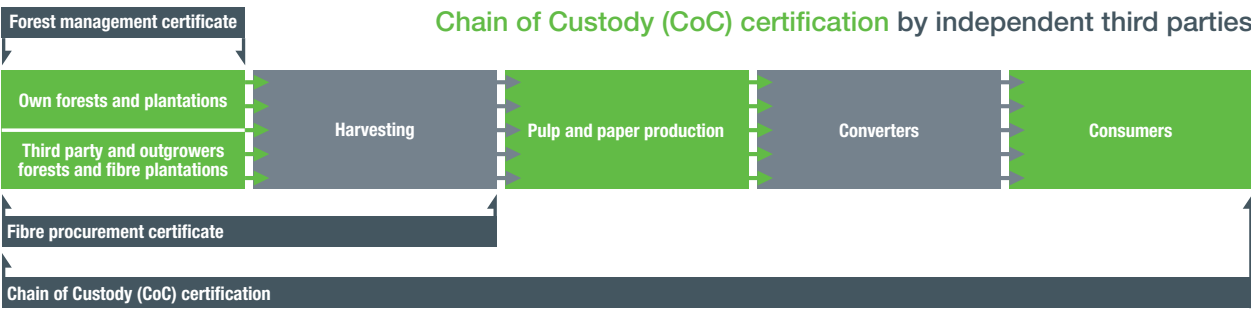 Forest management certificate
Chain of Custody (CoC) certification by independent third parties
Own forests and plantations
Third party and outgrowers
forests and fibre plantations
Harvesting
Pulp and paper production
Converters
Consumers
Fibre procurement certificate
Chain of Custody (CoC) certification